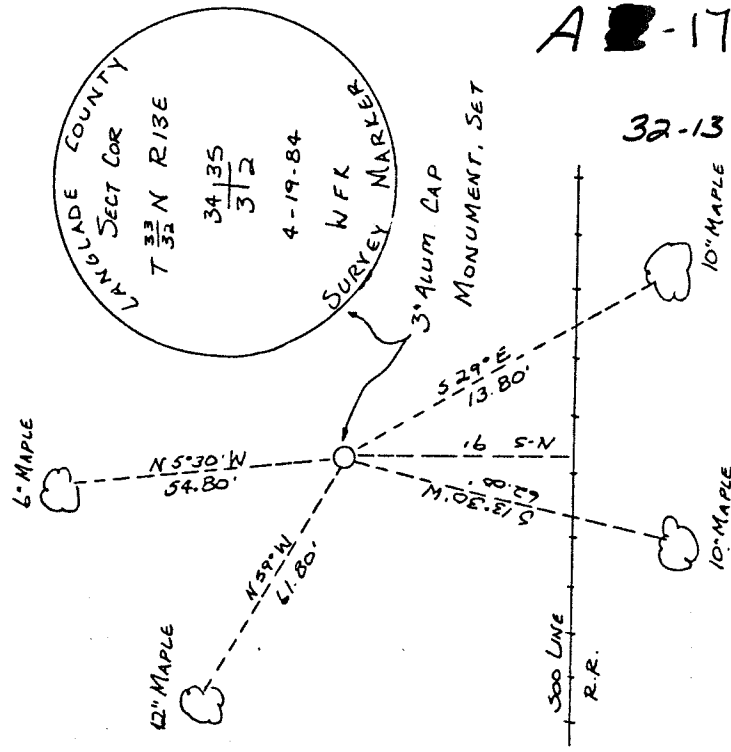 A -17
32-13
LANGLADE COUNTY
SECT COR
T 33/32 N R13E
34 35
3 2
4-19-84
WFK
SURVEY MARKER
3" ALUM. CAP
MONUMENT, SET
6" MAPLE
N 5°30' W
54.80'
12" MAPLE
N 59° W
61.80'
S 29° E
13.80'
N-S 9'
S 13°30' W
62.00'
10" MAPLE
10" MAPLE
SOO LINE
R.R.